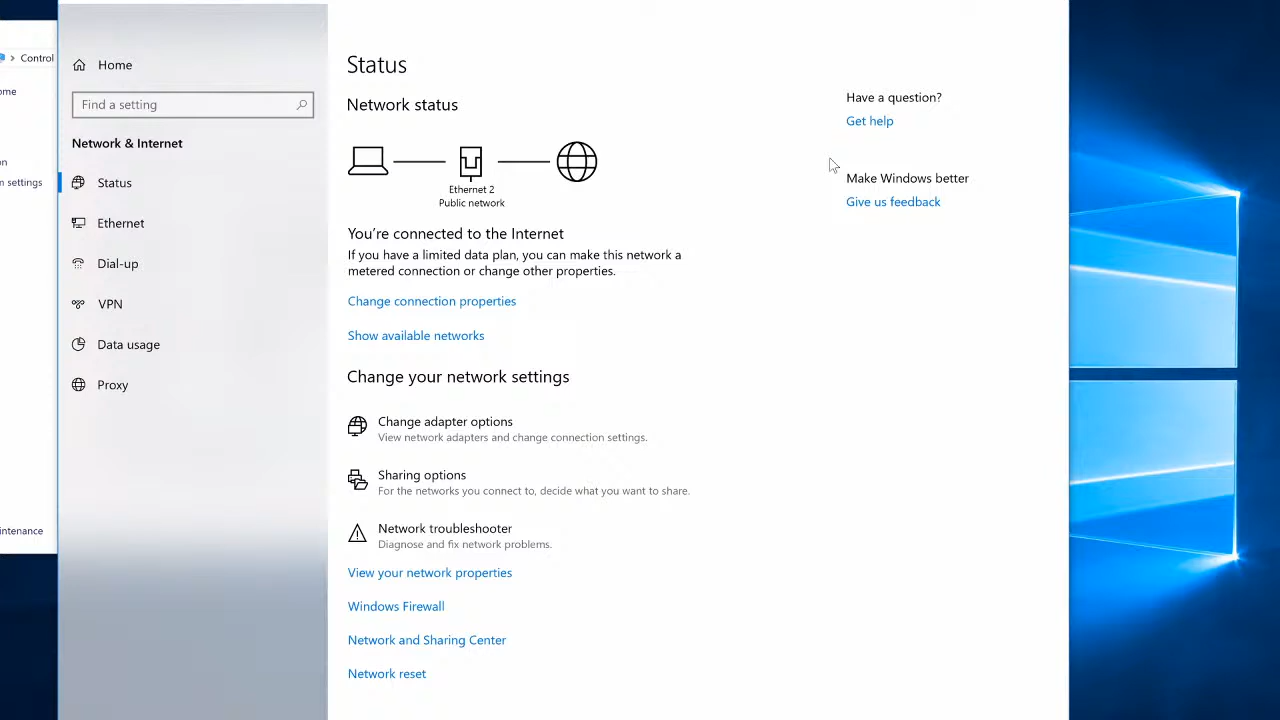 Control
ome
on
m settings
intenance
Home
Find a setting
Network & Internet
Status
Ethernet
Dial-up
VPN
Data usage
Proxy
Status
Network status
Ethernet 2
Public network
You're connected to the Internet
If you have a limited data plan, you can make this network a
metered connection or change other properties.
Change connection properties
Show available networks
Change your network settings
Change adapter options
View network adapters and change connection settings.
Sharing options
For the networks you connect to, decide what you want to share.
Network troubleshooter
Diagnose and fix network problems.
View your network properties
Windows Firewall
Network and Sharing Center
Network reset
Have a question?
Get help
Make Windows better
Give us feedback